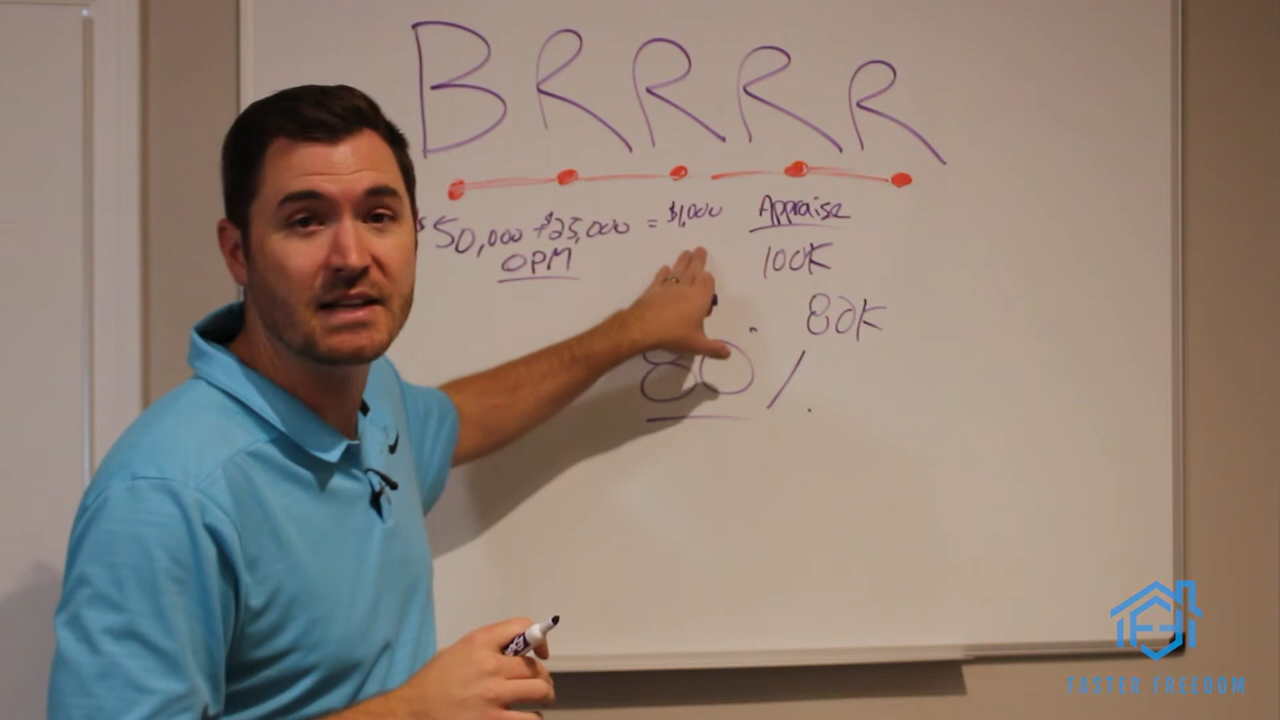 BRRRR
$50,000 + $25,000 = $1,000
OPM
Appraise
100K
80K
80%
FASTER FREEDOM